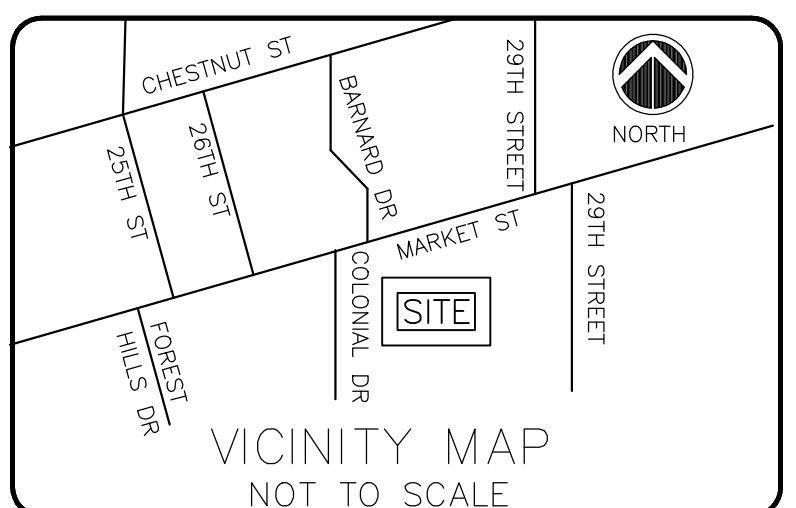 CHESTNUT ST
29TH STREET
NORTH
BARNARD DR
26TH ST
25TH ST
MARKET ST
29TH STREET
COLONIAL DR
SITE
FOREST
HILLS DR
VICINITY MAP
NOT TO SCALE